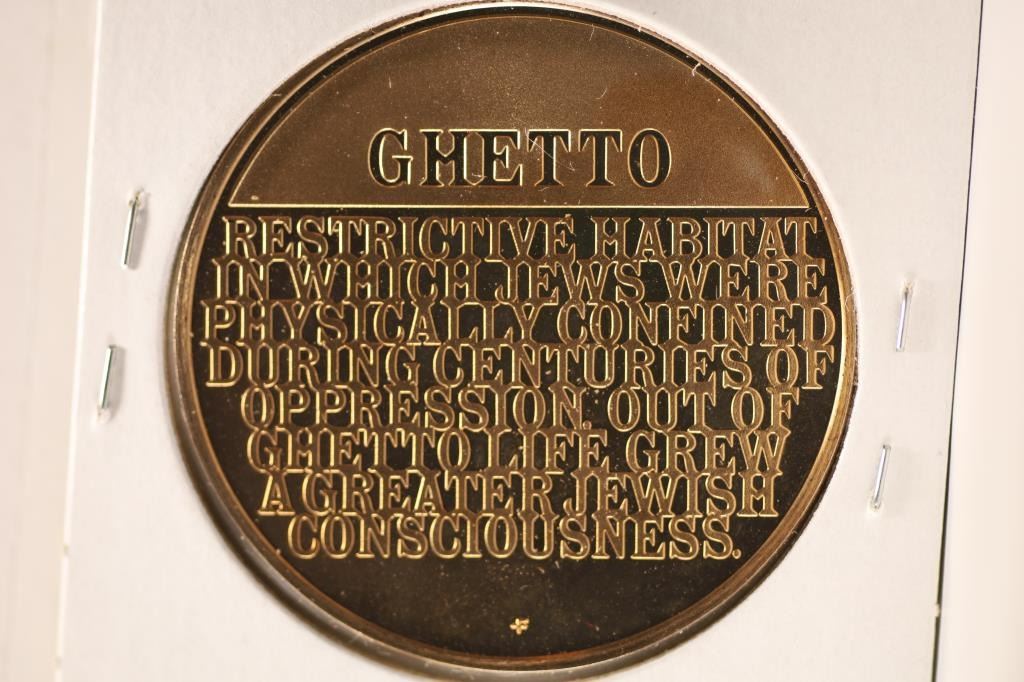 GHETTO
RESTRICTIVE HABITAT
IN WHICH JEWS WERE
PHYSICALLY CONFINED
DURING CENTURIES OF
OPPRESSION. OUT OF
GHETTO LIFE GREW
A GREATER JEWISH
CONSCIOUSNESS.